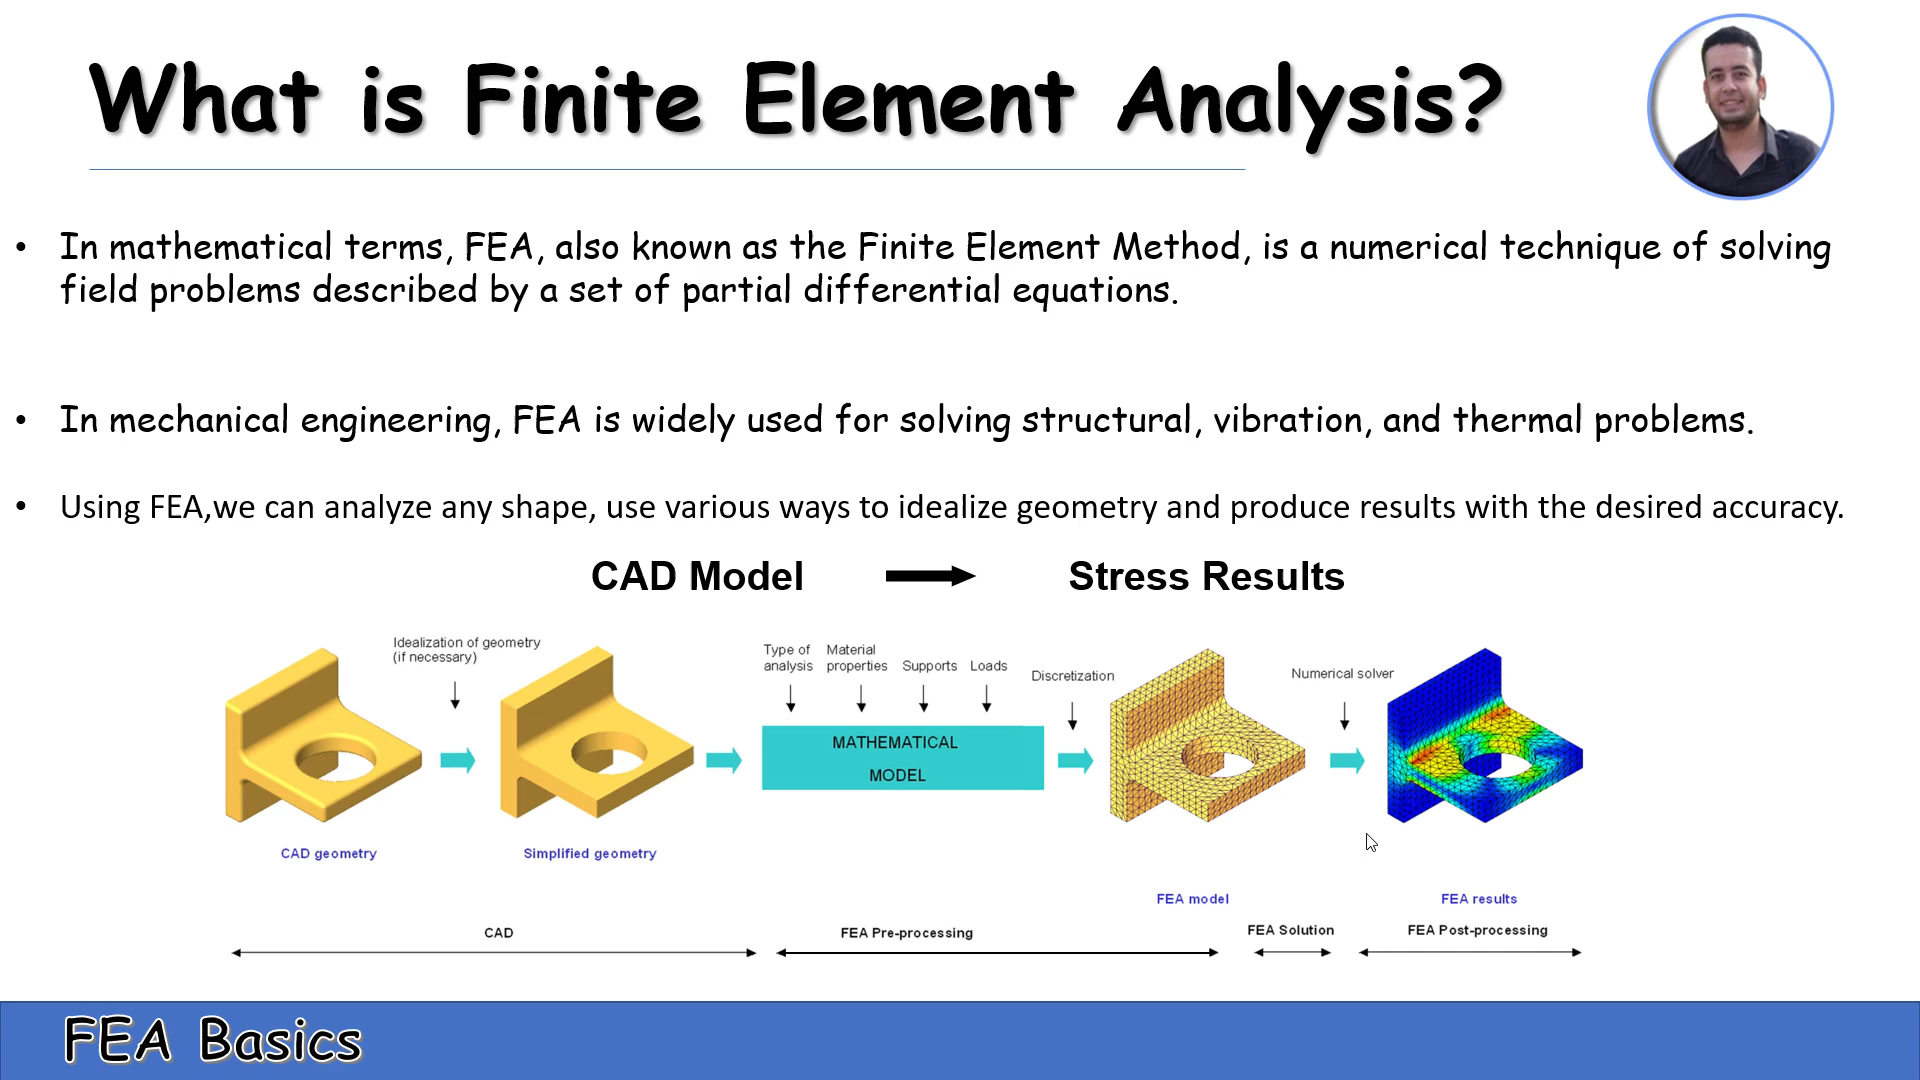 What is Finite Element Analysis?
• In mathematical terms, FEA, also known as the Finite Element Method, is a numerical technique of solving
field problems described by a set of partial differential equations.
• In mechanical engineering, FEA is widely used for solving structural, vibration, and thermal problems.
• Using FEA,we can analyze any shape, use various ways to idealize geometry and produce results with the desired accuracy.
CAD Model
Stress Results
Idealization of geometry
(if necessary)
Type of
analysis
Material
properties
Supports
Loads
Discretization
Numerical solver
MATHEMATICAL
MODEL
CAD geometry
Simplified geometry
FEA model
FEA results
CAD
FEA Pre-processing
FEA Solution
FEA Post-processing
FEA Basics